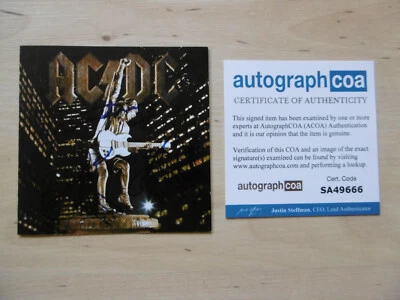 AC/DC
autographcoa
CERTIFICATE OF AUTHENTICITY
This signed item has been examined by one or more
experts at AutographCOA (ACOA) Authentication
and it is our opinion that the item is genuine.
Verification of this COA and an image of the exact
signature(s) examined can be found by visiting
www.autographcoa.com and performing a lookup.
autographcoa
Cert. Code
SA49666
Justin Steffman, CEO, Lead Authenticator